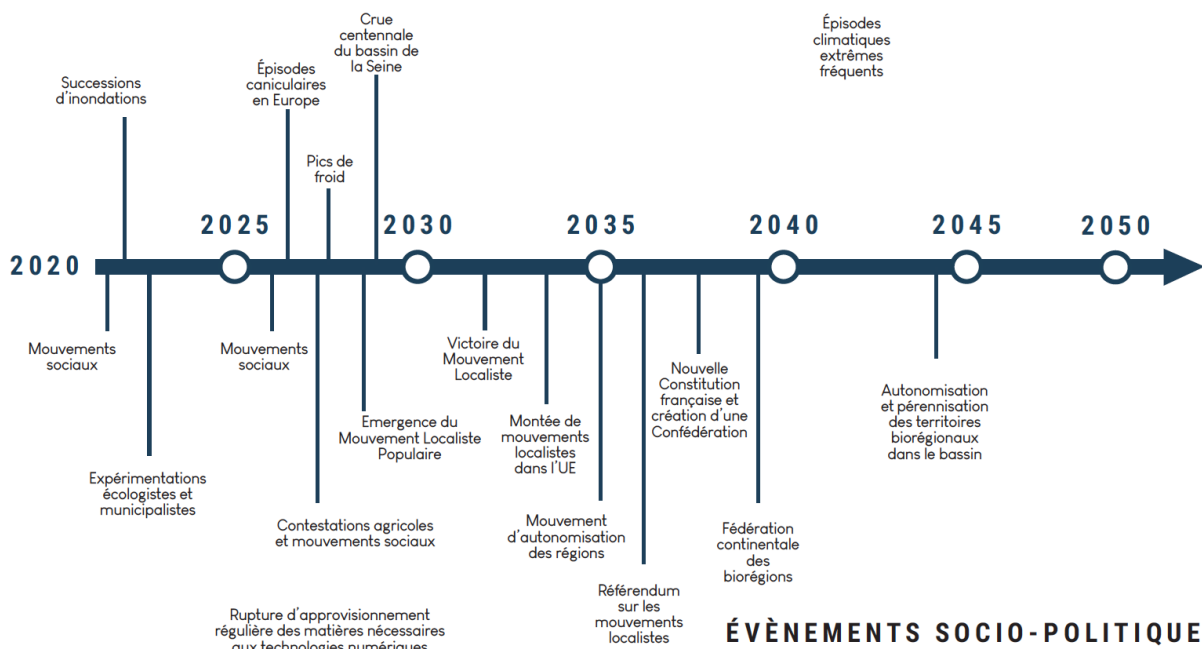 Crue
centennale
du bassin de
la Seine
Épisodes
climatiques
extrêmes
fréquents
Successions
d'inondations
Épisodes
caniculaires
en Europe
Pics de
froid
2020
2025
2030
2035
2040
2045
2050
Mouvements
sociaux
Expérimentations
écologistes et
municipalistes
Mouvements
sociaux
Contestations agricoles
et mouvements sociaux
Emergence du
Mouvement Localiste
Populaire
Victoire du
Mouvement
Localiste
Montée de
mouvements
localistes
dans l'UE
Mouvement
d'autonomisation
des régions
Référendum
sur les
mouvements
localistes
Nouvelle
Constitution
française et
création d'une
Confédération
Fédération
continentale
des
biorégions
Autonomisation
et pérennisation
des territoires
biorégionaux
dans le bassin
Rupture d'approvisionnement
régulière des matières nécessaires
aux technologies numériques
ÉVÈNEMENTS SOCIO-POLITIQUE